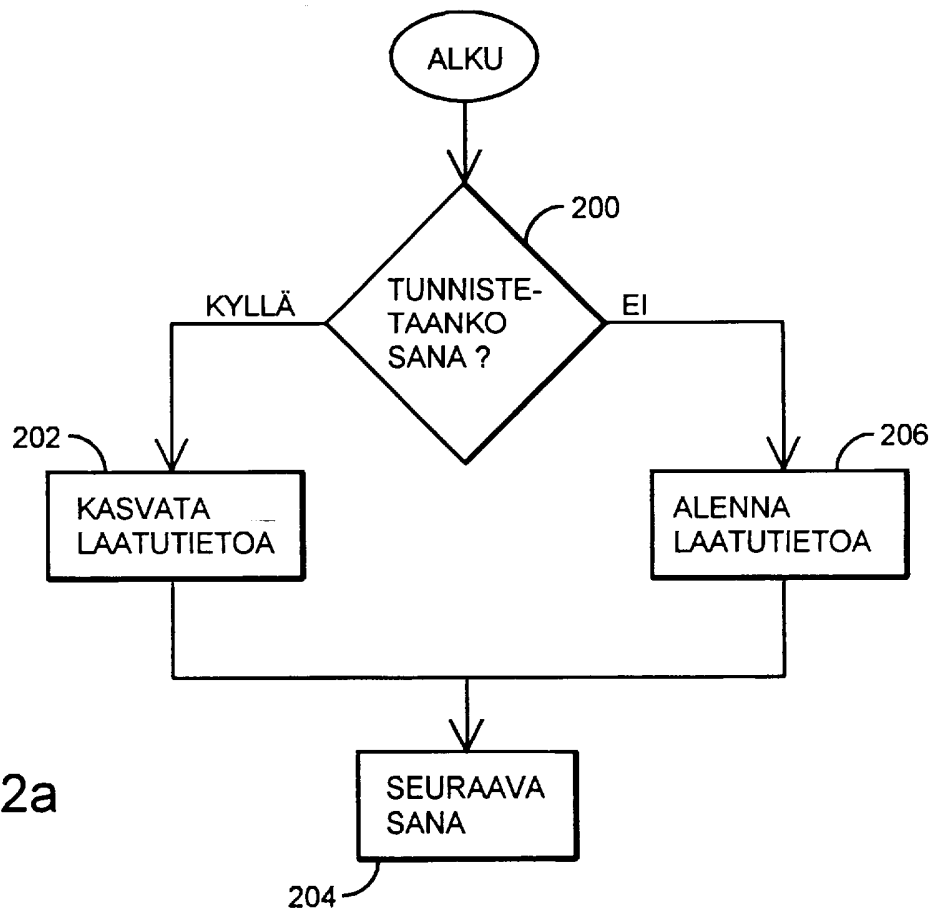 ALKU
200
TUNNISTE-
TAANKO
SANA ?
KYLLÄ
EI
202
206
KASVATA
LAATUTIETOA
ALENNA
LAATUTIETOA
SEURAAVA
SANA
2a
204